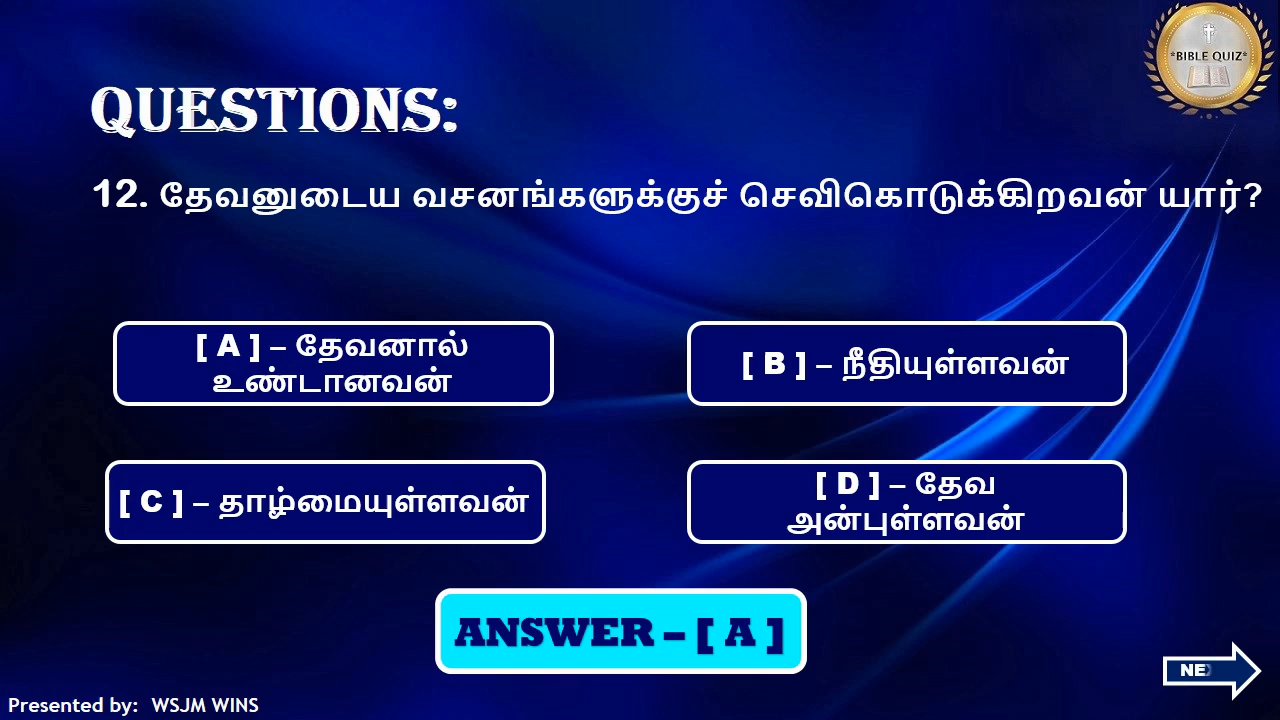 *BIBLE QUIZ*
QUESTIONS:
12. தேவனுடைய வசனங்களுக்குச் செவிகொடுக்கிறவன் யார்?
[ A ] – தேவனால்
உண்டானவன்
[ B ] – நீதியுள்ளவன்
[ C ] – தாழ்மையுள்ளவன்
[ D ] – தேவ
அன்புள்ளவன்
ANSWER – [ A ]
Presented by: WSJM WINS